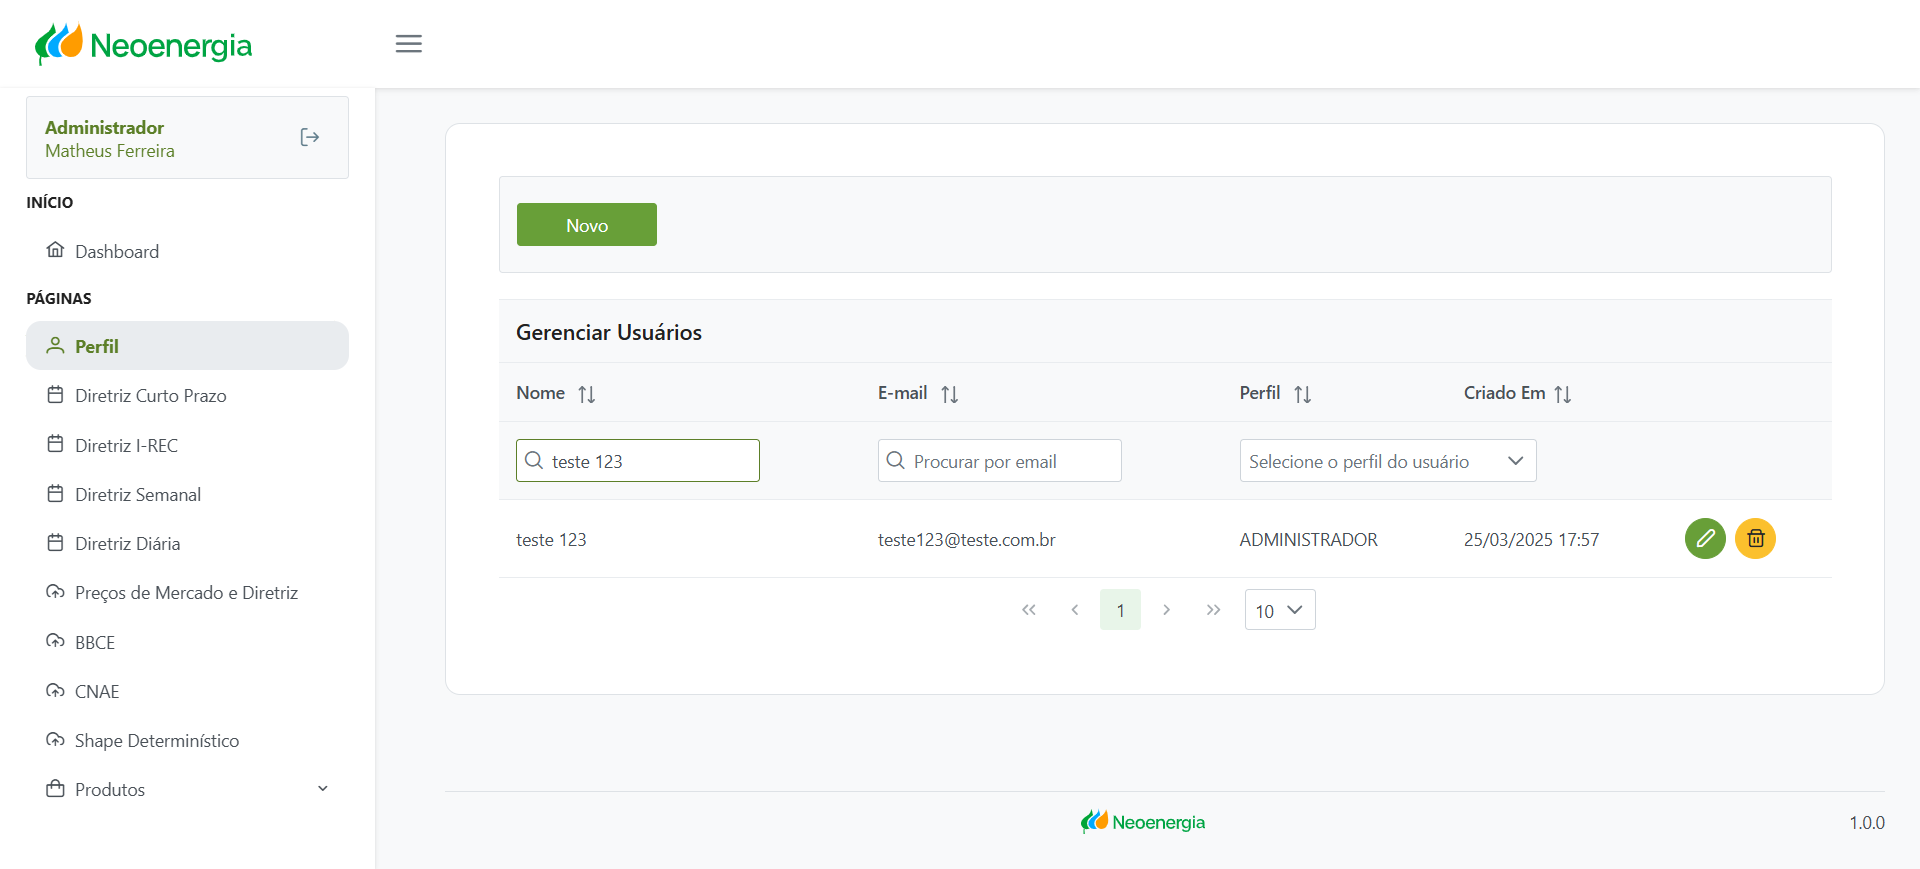 Neoenergia
Administrador
Matheus Ferreira
INÍCIO
Dashboard
PÁGINAS
Perfil
Diretriz Curto Prazo
Diretriz I-REC
Diretriz Semanal
Diretriz Diária
Preços de Mercado e Diretriz
BBCE
CNAE
Shape Determinístico
Produtos
Novo
Gerenciar Usuários
Nome E-mail Perfil Criado Em
teste 123 Procurar por email Selecione o perfil do usuário
teste 123 teste123@teste.com.br ADMINISTRADOR 25/03/2025 17:57
1 10
Neoenergia 1.0.0